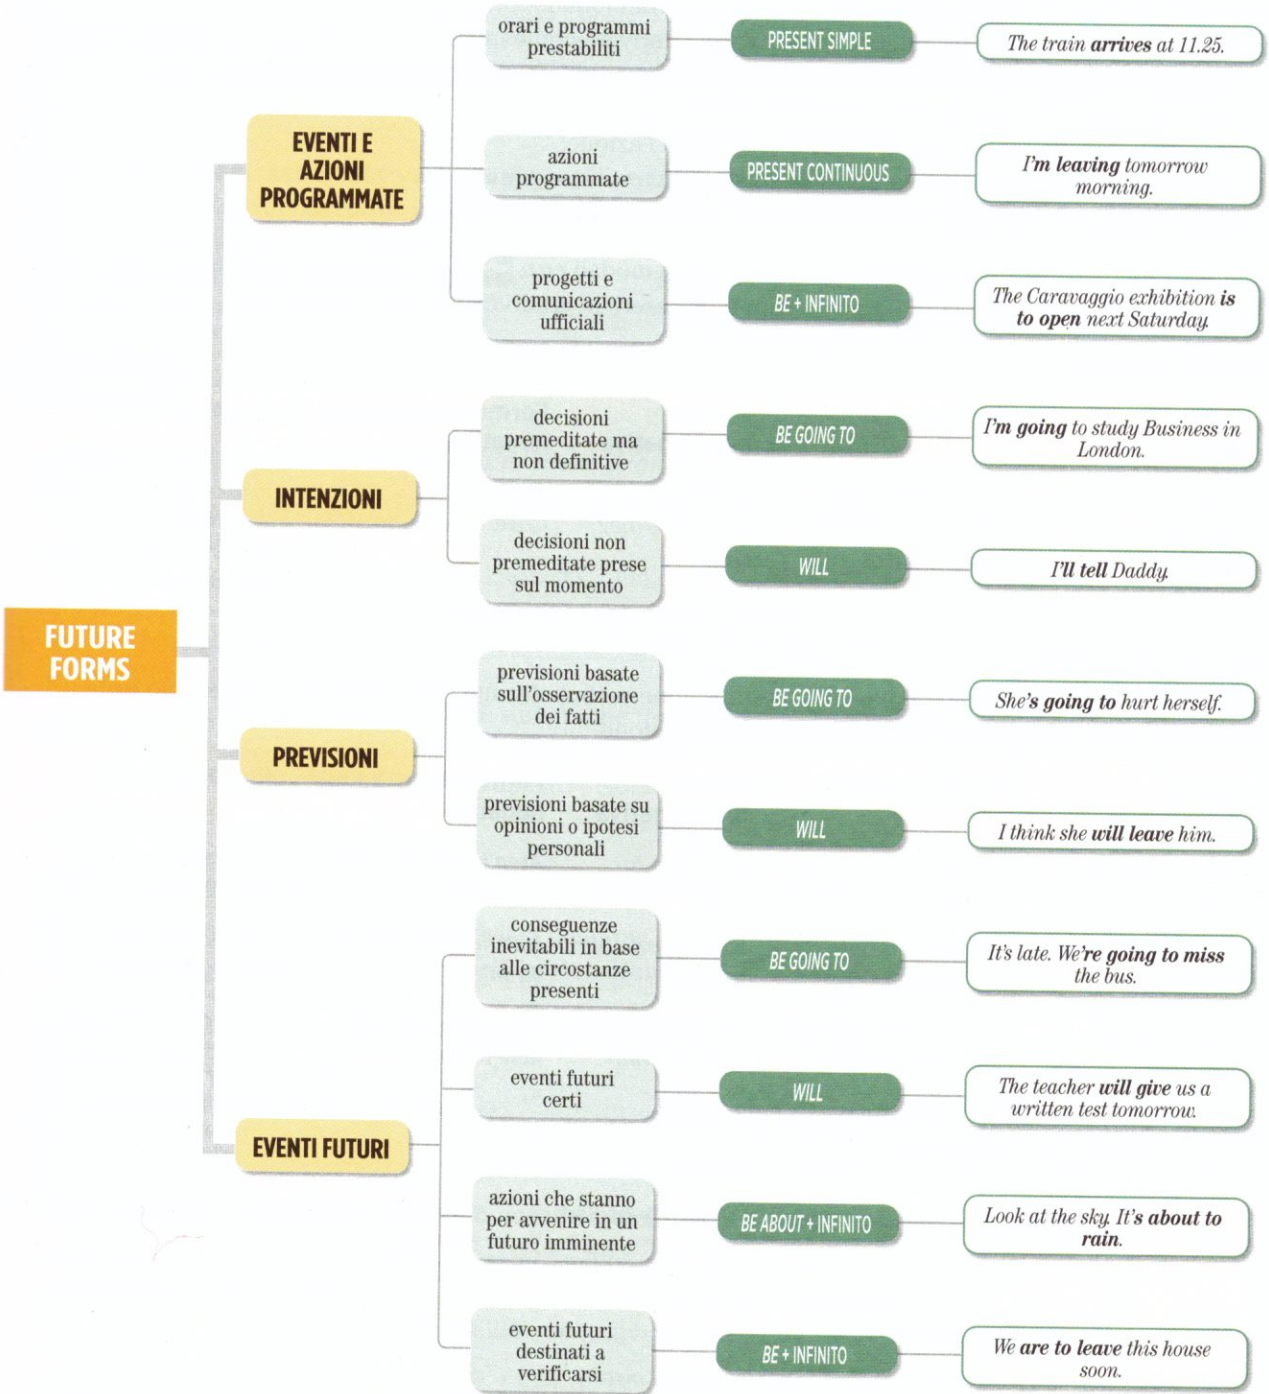 FUTURE
FORMS
EVENTI E
AZIONI
PROGRAMMATE
orari e programmi
prestabiliti
PRESENT SIMPLE
The train arrives at 11.25.
azioni
programmate
PRESENT CONTINUOUS
I'm leaving tomorrow
morning.
progetti e
comunicazioni
ufficiali
BE + INFINITO
The Caravaggio exhibition is
to open next Saturday.
INTENZIONI
decisioni
premeditate ma
non definitive
BE GOING TO
I'm going to study Business in
London.
decisioni non
premeditate prese
sul momento
WILL
I'll tell Daddy.
PREVISIONI
previsioni basate
sull'osservazione
dei fatti
BE GOING TO
She's going to hurt herself.
previsioni basate su
opinioni o ipotesi
personali
WILL
I think she will leave him.
EVENTI FUTURI
conseguenze
inevitabili in base
alle circostanze
presenti
BE GOING TO
It's late. We're going to miss
the bus.
eventi futuri
certi
WILL
The teacher will give us a
written test tomorrow.
azioni che stanno
per avvenire in un
futuro imminente
BE ABOUT + INFINITO
Look at the sky. It's about to
rain.
eventi futuri
destinati a
verificarsi
BE + INFINITO
We are to leave this house
soon.